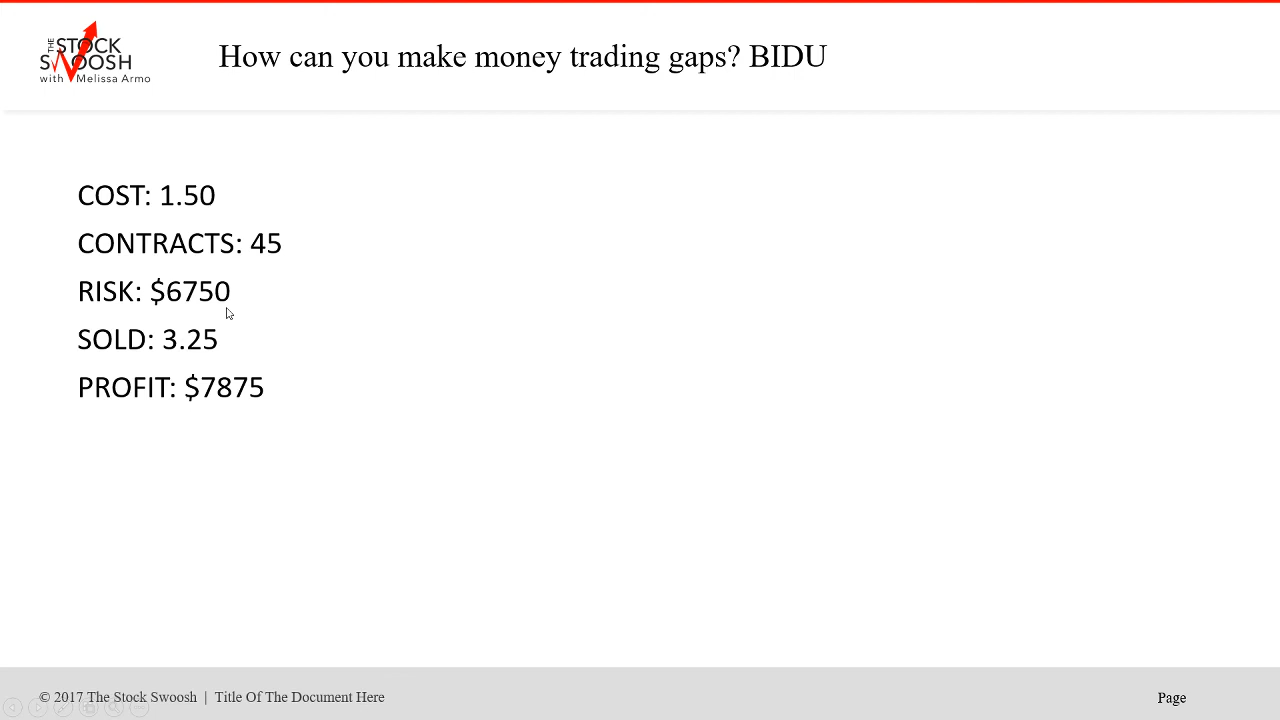 THE
STOCK
SWOOSH
with Melissa Armo
How can you make money trading gaps? BIDU
COST: 1.50
CONTRACTS: 45
RISK: $6750
SOLD: 3.25
PROFIT: $7875
© 2017 The Stock Swoosh | Title Of The Document Here
Page